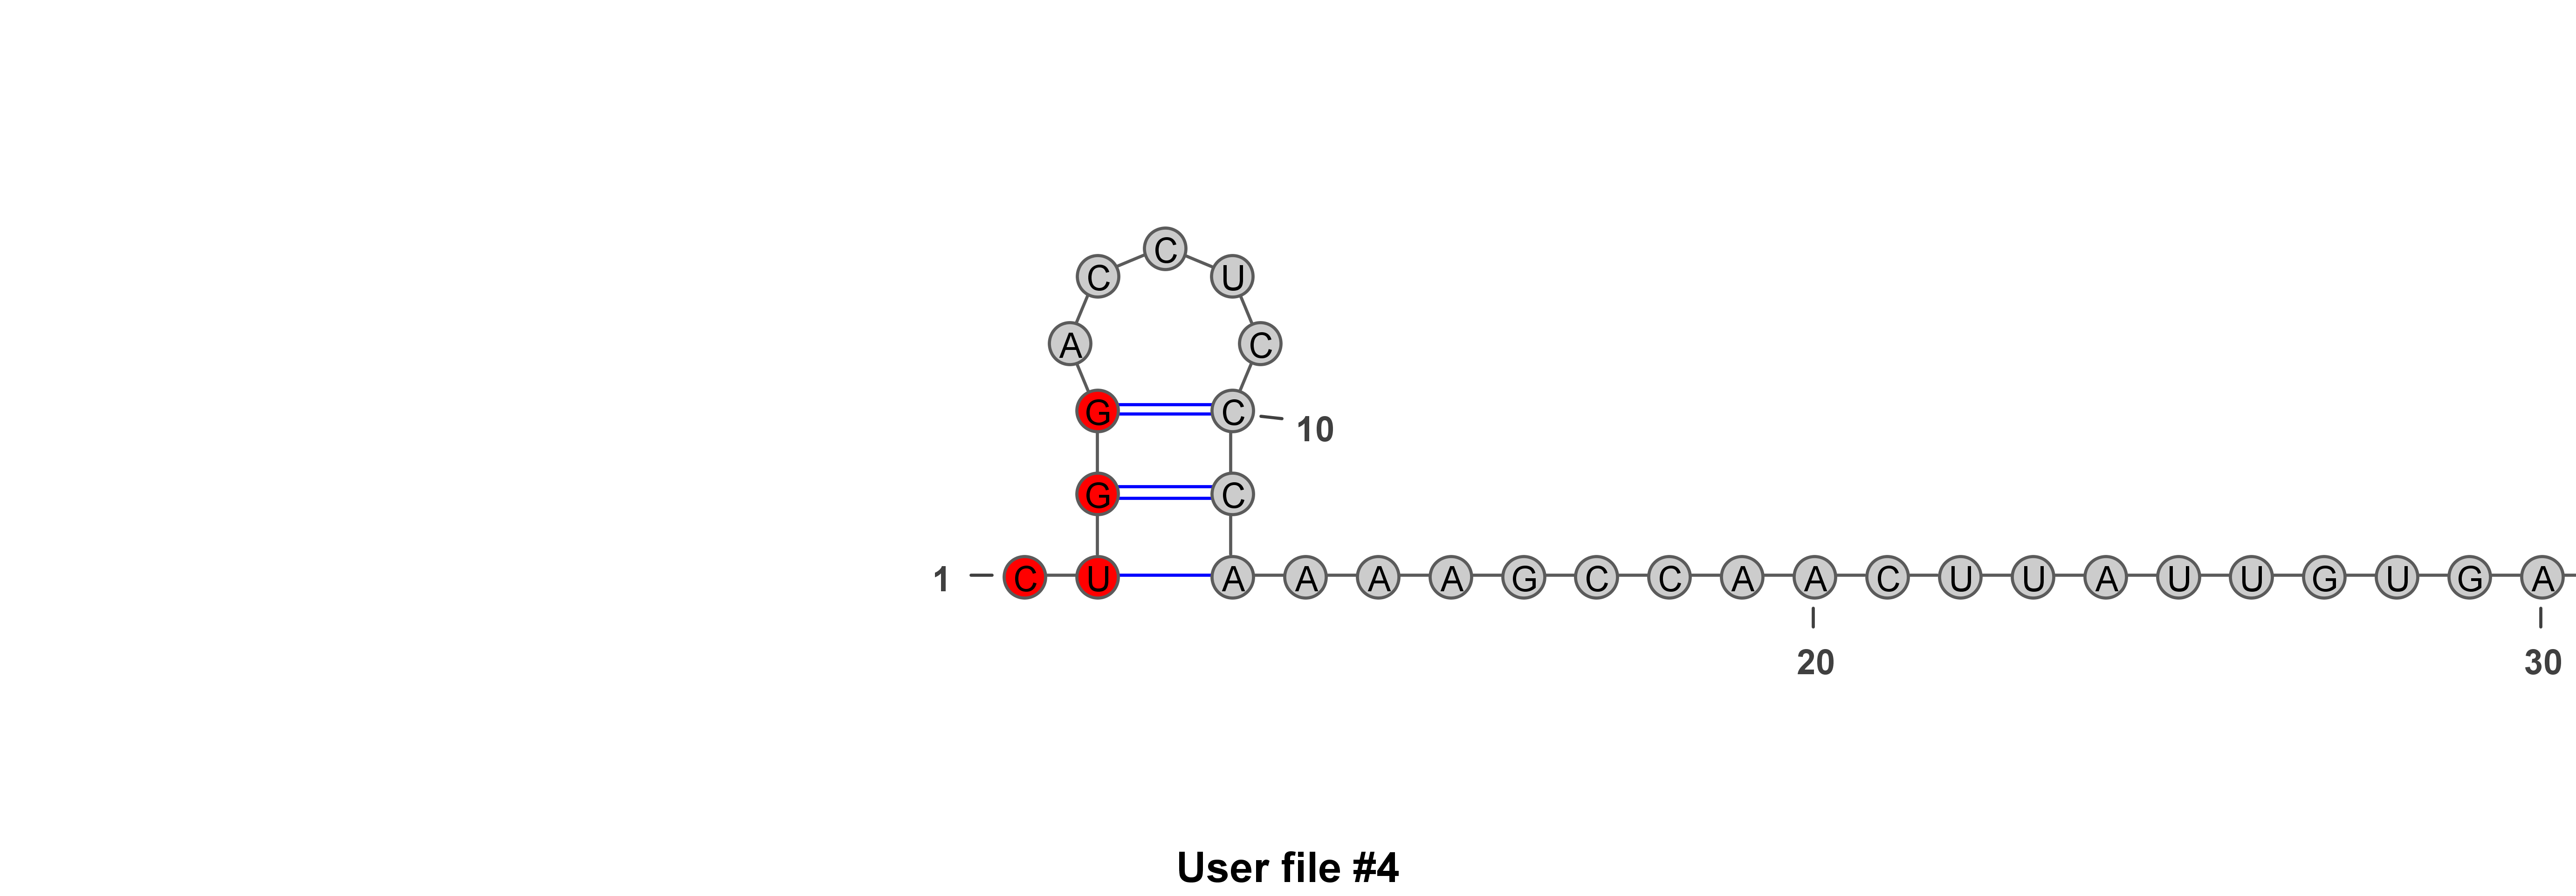 C
C U
A C
G C 10
G C
1 C U A A A A G C C A A C U U A U U G U G A
20 30
User file #4